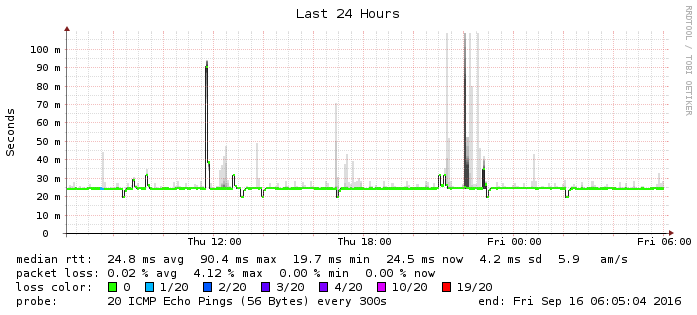 Last 24 Hours
RRDTOOL / TOBI OETIKER
Seconds
100 m
90 m
80 m
70 m
60 m
50 m
40 m
30 m
20 m
10 m
0
Thu 12:00 Thu 18:00 Fri 00:00 Fri 06:00
median rtt: 24.8 ms avg 90.4 ms max 19.7 ms min 24.5 ms now 4.2 ms sd 5.9 am/s
packet loss: 0.02 % avg 4.12 % max 0.00 % min 0.00 % now
loss color: 0 1/20 2/20 3/20 4/20 10/20 19/20
probe: 20 ICMP Echo Pings (56 Bytes) every 300s end: Fri Sep 16 06:05:04 2016